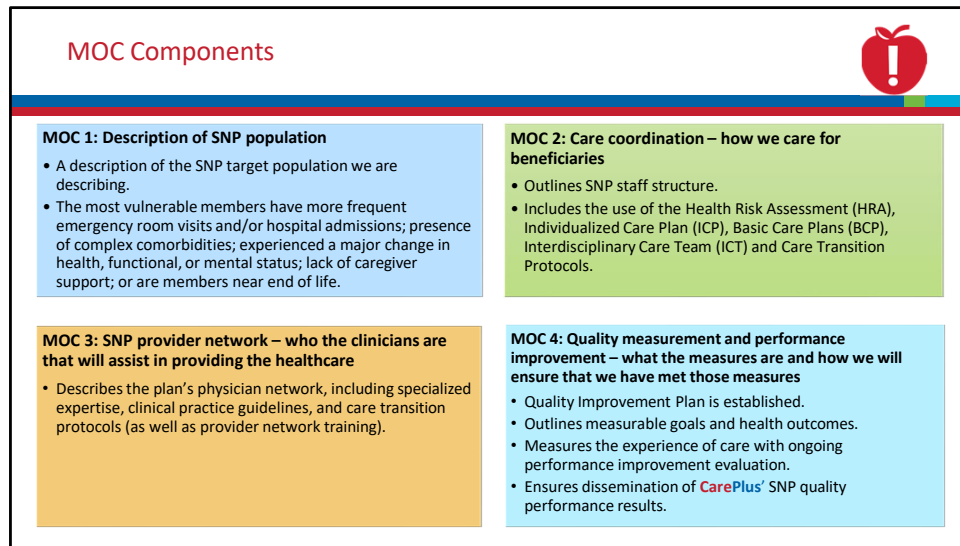 MOC Components
MOC 1: Description of SNP population
• A description of the SNP target population we are
describing.
• The most vulnerable members have more frequent
emergency room visits and/or hospital admissions; presence
of complex comorbidities; experienced a major change in
health, functional, or mental status; lack of caregiver
support; or are members near end of life.
MOC 2: Care coordination – how we care for
beneficiaries
• Outlines SNP staff structure.
• Includes the use of the Health Risk Assessment (HRA),
Individualized Care Plan (ICP), Basic Care Plans (BCP),
Interdisciplinary Care Team (ICT) and Care Transition
Protocols.
MOC 3: SNP provider network – who the clinicians are
that will assist in providing the healthcare
• Describes the plan’s physician network, including specialized
expertise, clinical practice guidelines, and care transition
protocols (as well as provider network training).
MOC 4: Quality measurement and performance
improvement – what the measures are and how we will
ensure that we have met those measures
• Quality Improvement Plan is established.
• Outlines measurable goals and health outcomes.
• Measures the experience of care with ongoing
performance improvement evaluation.
• Ensures dissemination of CarePlus’ SNP quality
performance results.